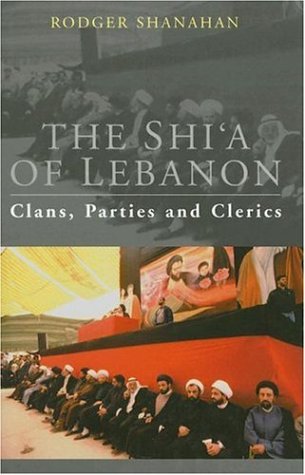 RODGER SHANAHAN
THE SHI‘A
OF LEBANON
Clans, Parties and Clerics